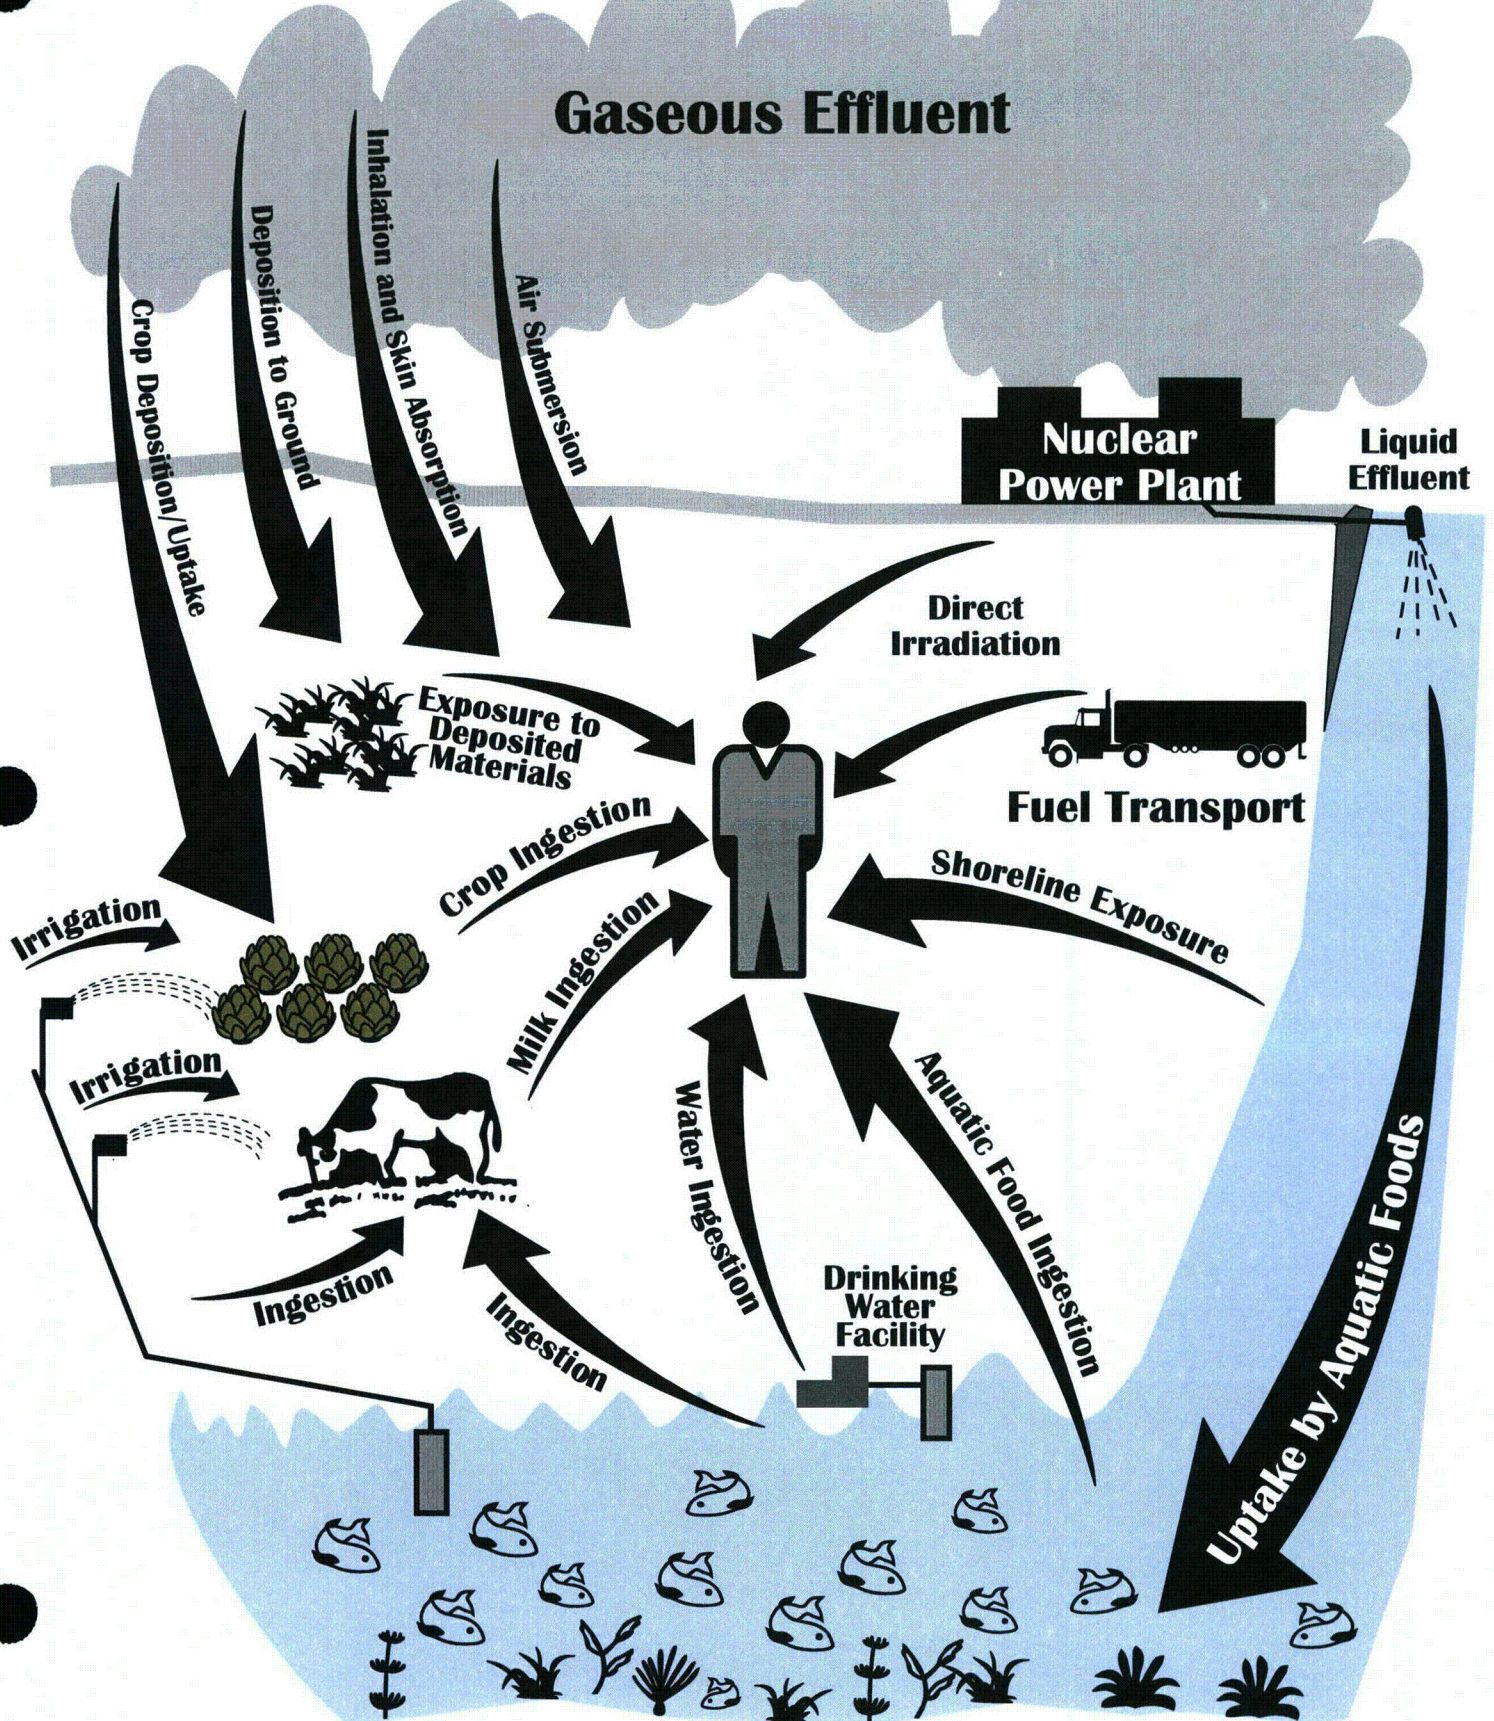 Gaseous Effluent
Crop Deposition/Uptake
Deposition to Ground
Inhalation and Skin Absorption
Air Submersion
Nuclear
Power Plant
Liquid
Effluent
Direct
Irradiation
Exposure to
Deposited
Materials
Fuel Transport
Crop Ingestion
Shoreline Exposure
Irrigation
Milk Ingestion
Irrigation
Water Ingestion
Aquatic Food Ingestion
Uptake by Aquatic Foods
Ingestion
Ingestion
Drinking
Water
Facility